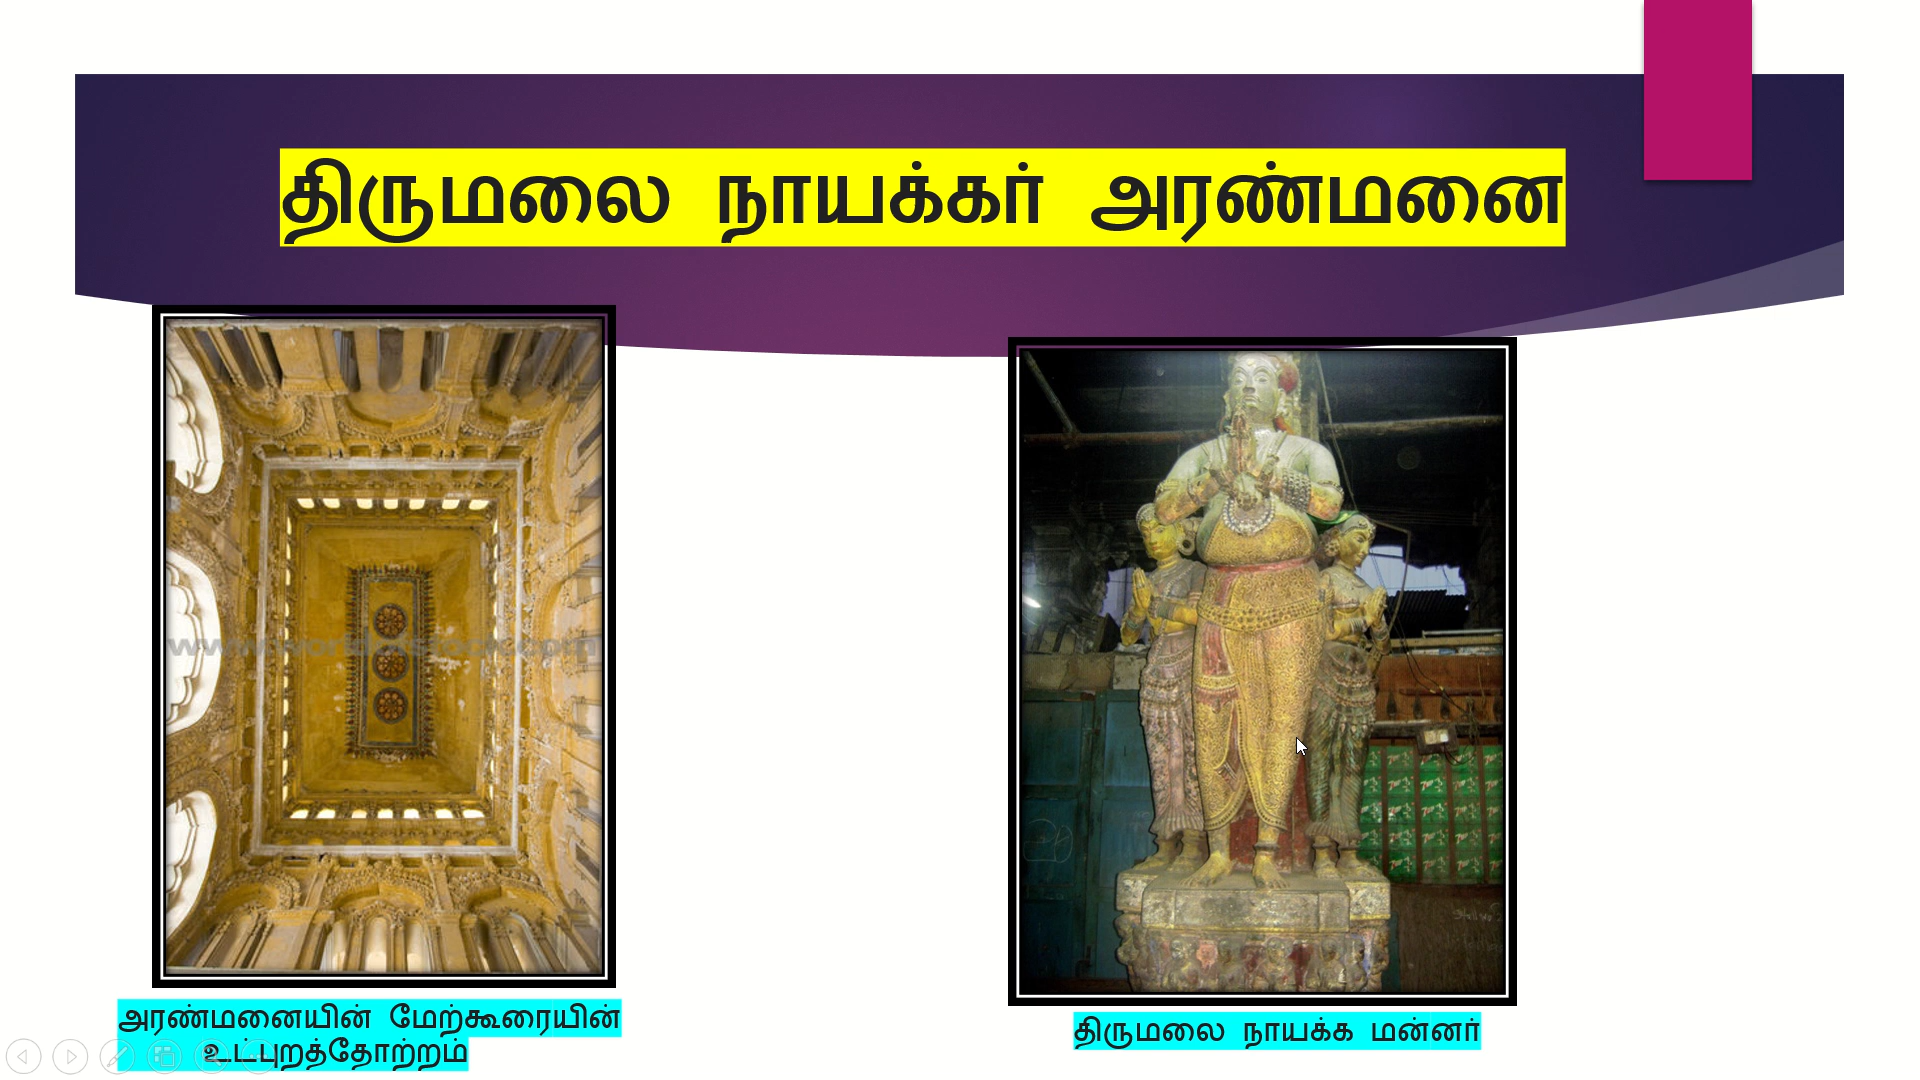 திருமலை நாயக்கர் அரண்மனை
அரண்மனையின் மேற்கூரையின்
உட்புறத்தோற்றம்
திருமலை நாயக்க மன்னர்